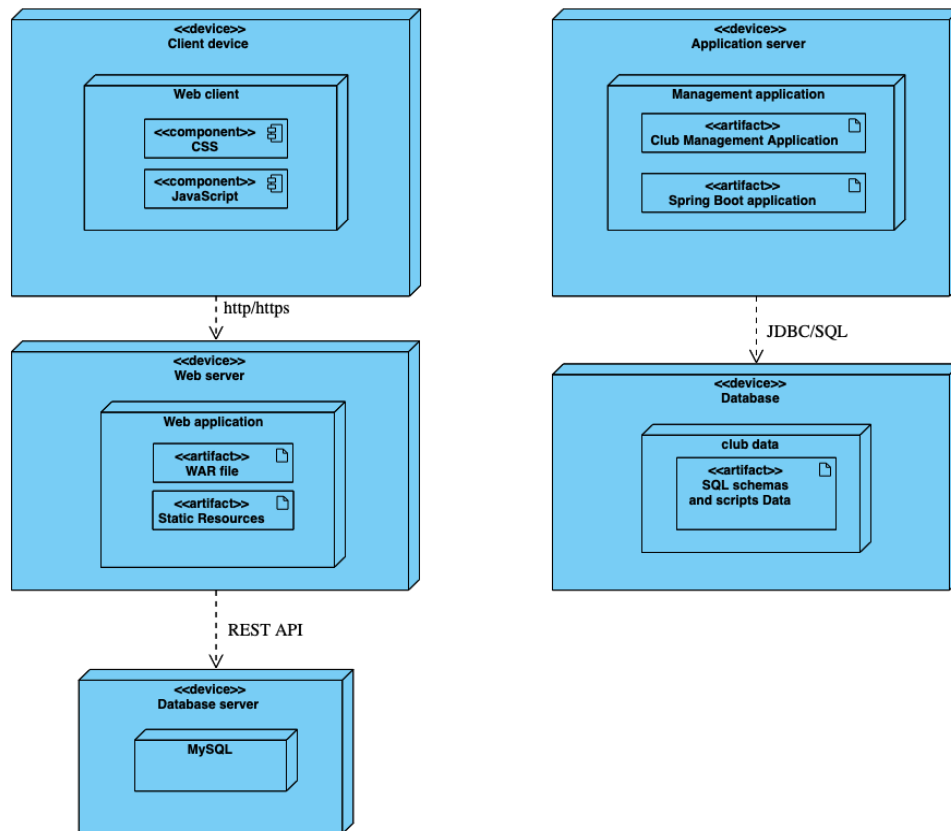 <<device>>
Client device
Web client
<<component>>
CSS
<<component>>
JavaScript
http/https
<<device>>
Web server
Web application
<<artifact>>
WAR file
<<artifact>>
Static Resources
REST API
<<device>>
Database server
MySQL
<<device>>
Application server
Management application
<<artifact>>
Club Management Application
<<artifact>>
Spring Boot application
JDBC/SQL
<<device>>
Database
club data
<<artifact>>
SQL schemas
and scripts Data